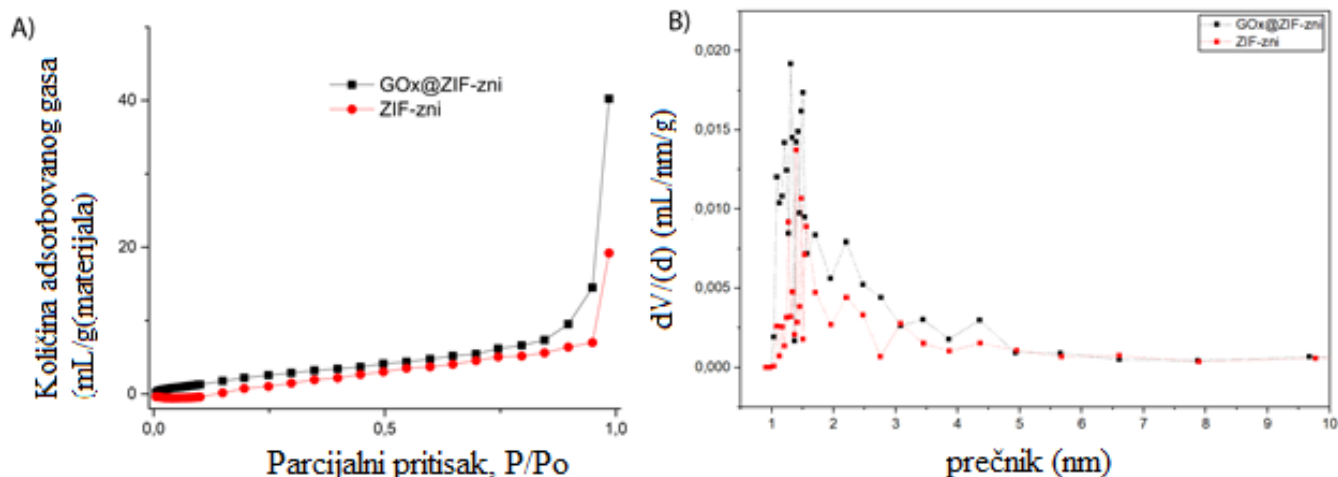 A)
Količina adsorbovanog gasa
(mL/g(materijala)
40
20
0
GOx@ZIF-zni
ZIF-zni
0,0
0,5
1,0
Parcijalni pritisak, P/Po
B)
dV/(d) (mL/nm/g)
0,020
0,015
0,010
0,005
0,000
GOx@ZIF-zni
ZIF-zni
1 2 3 4 5 6 7 8 9 10
prečnik (nm)